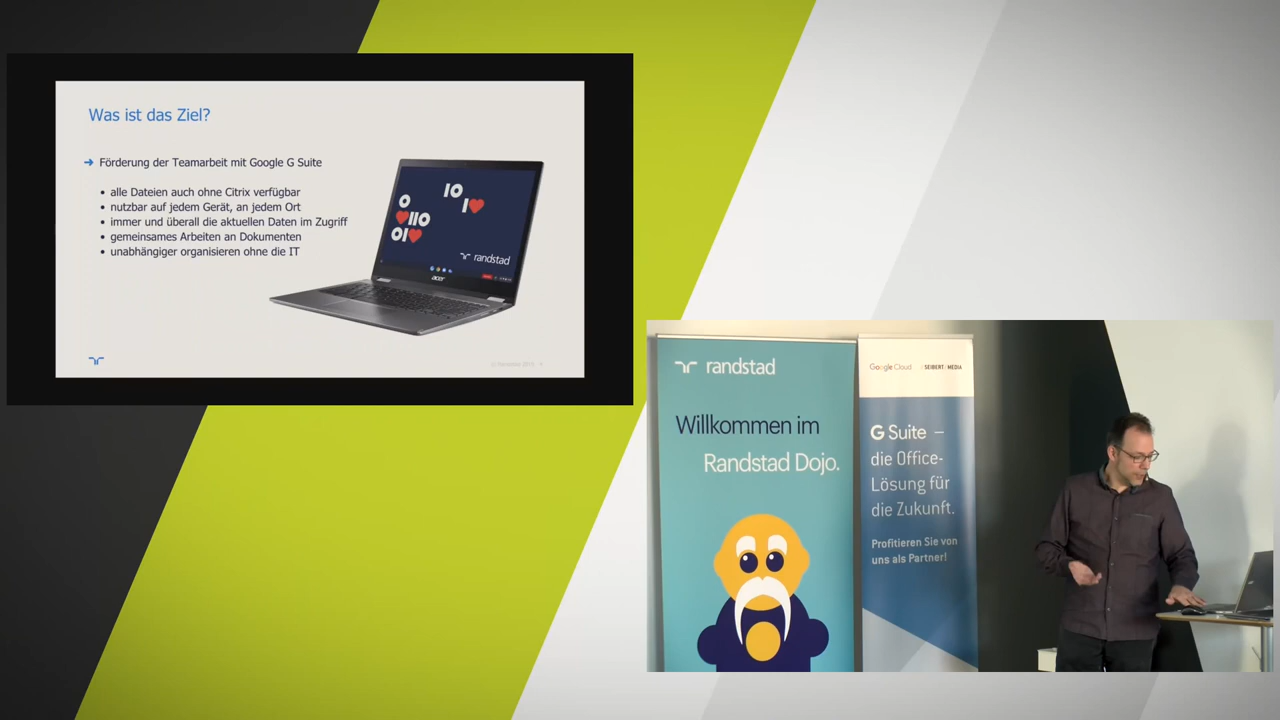 Was ist das Ziel?
➔ Förderung der Teamarbeit mit Google G Suite
• alle Dateien auch ohne Citrix verfügbar
• nutzbar auf jedem Gerät, an jedem Ort
• immer und überall die aktuellen Daten im Zugriff
• gemeinsames Arbeiten an Dokumenten
• unabhängiger organisieren ohne die IT
randstad
acer
randstad
Willkommen im
Randstad Dojo.
Google Cloud
SEIBERT/MEDIA
G Suite –
die Office-
Lösung für
die Zukunft.
Profitieren Sie von
uns als Partner!